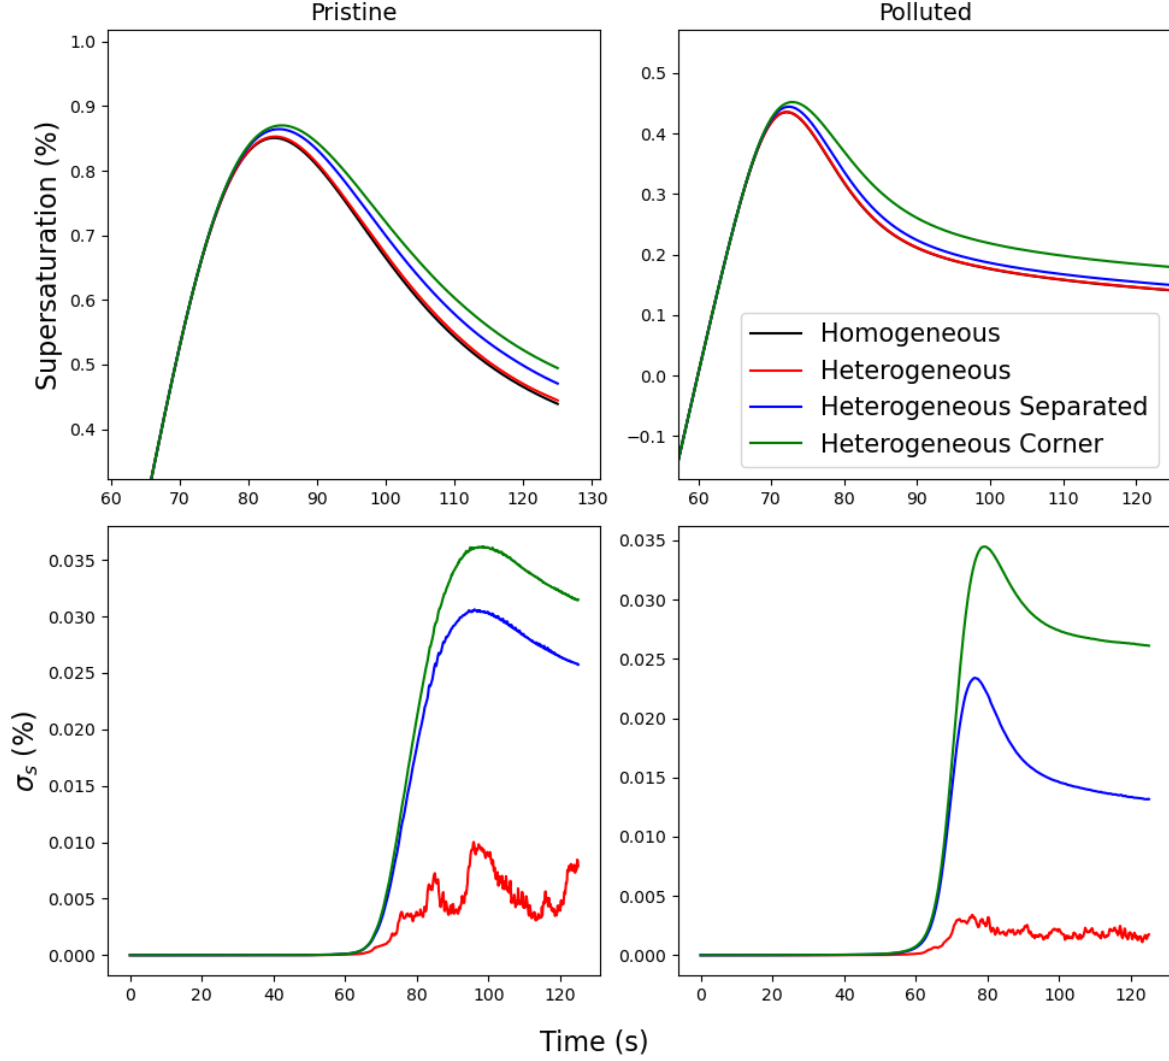 Pristine
Polluted
Supersaturation (%)
1.0
0.9
0.8
0.7
0.6
0.5
0.4
60 70 80 90 100 110 120 130
0.5
0.4
0.3
0.2
0.1
0.0
−0.1
60 70 80 90 100 110 120
Homogeneous
Heterogeneous
Heterogeneous Separated
Heterogeneous Corner
σs (%)
0.035
0.030
0.025
0.020
0.015
0.010
0.005
0.000
0 20 40 60 80 100 120
0.035
0.030
0.025
0.020
0.015
0.010
0.005
0.000
0 20 40 60 80 100 120
Time (s)